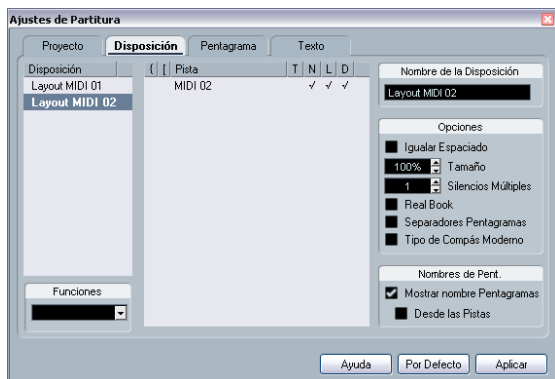 Ajustes de Partitura
Proyecto Disposición Pentagrama Texto
Disposición
Layout MIDI 01
Layout MIDI 02
{ [ Pista T N L D
MIDI 02 √ √ √
Nombre de la Disposición
Layout MIDI 02
Opciones
Igualar Espaciado
100% Tamaño
1 Silencios Múltiples
Real Book
Separadores Pentagramas
Tipo de Compás Moderno
Nombres de Pent.
Mostrar nombre Pentagramas
Desde las Pistas
Funciones
Ayuda Por Defecto Aplicar